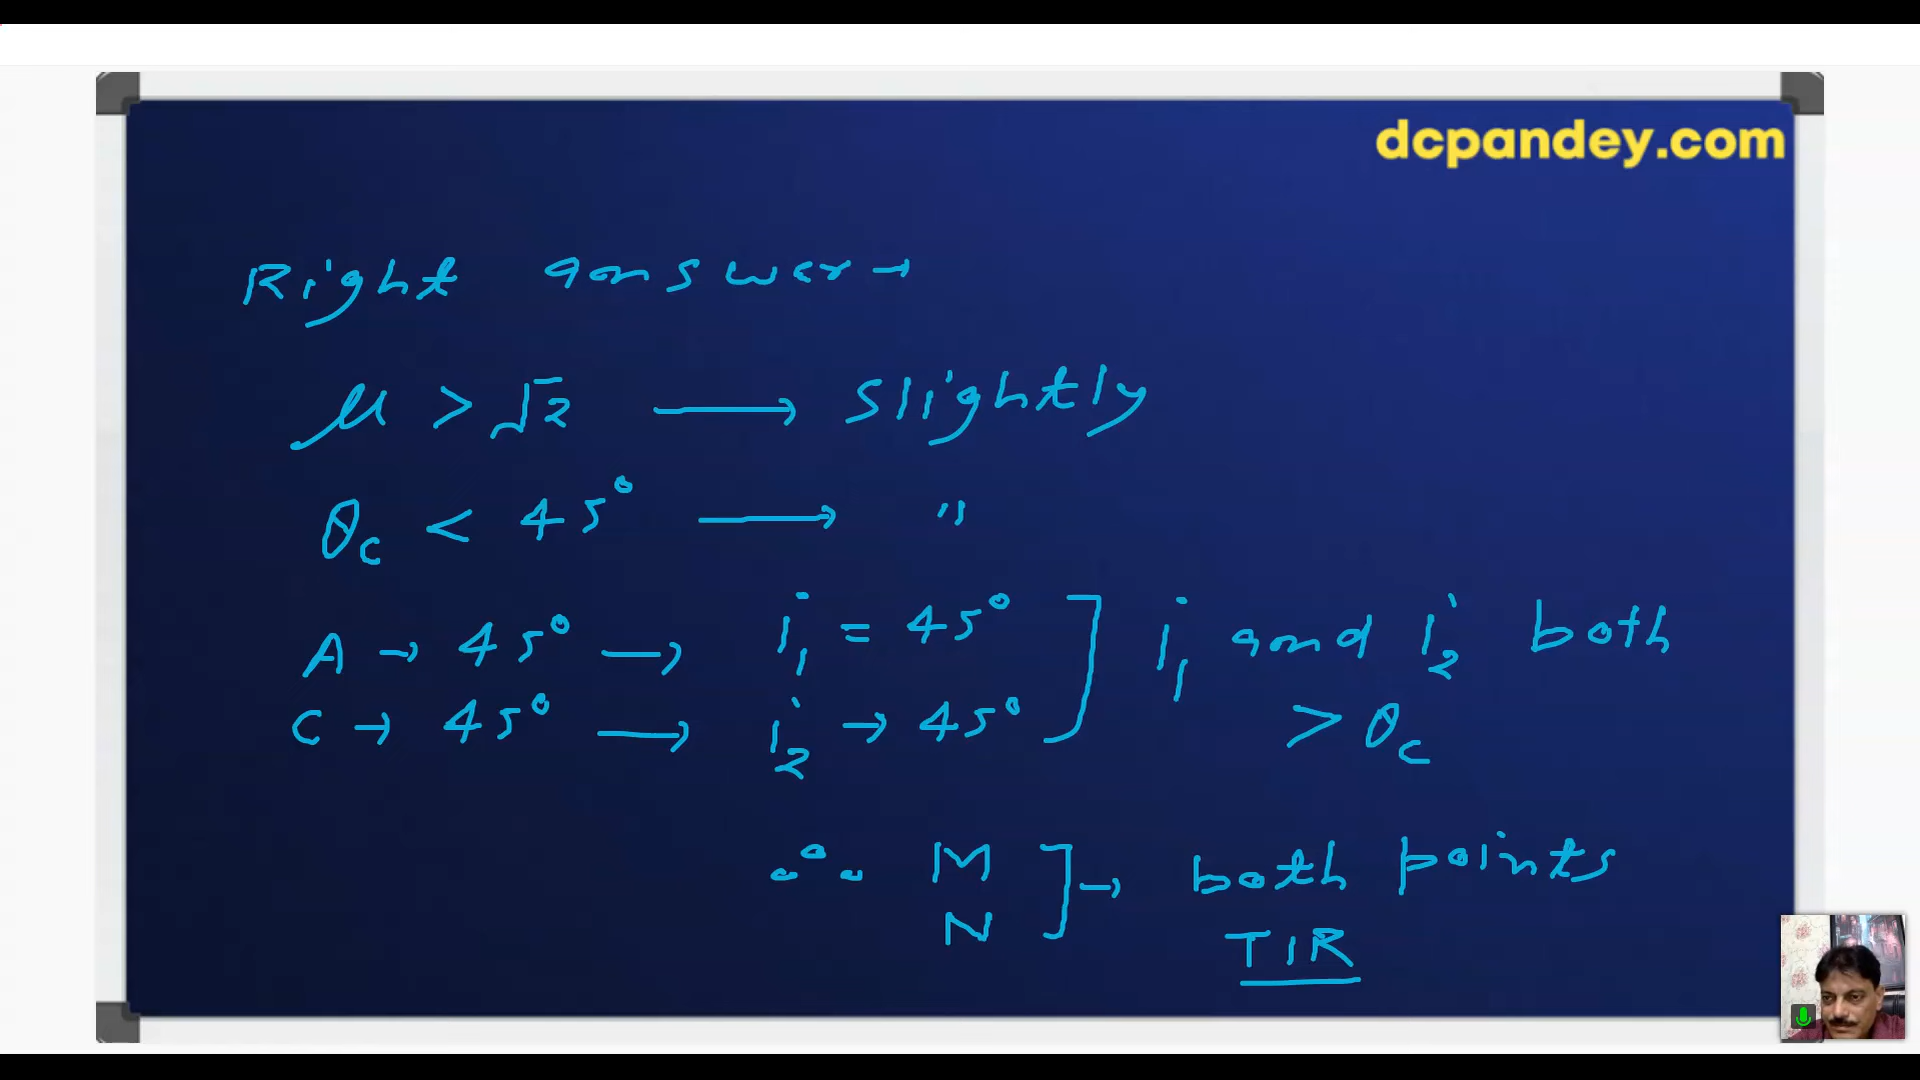 dcpandey.com
Right answer →
μ > √2 → Slightly
θc < 45° → "
A → 45° → i1 = 45° ] i1 and i2 both
C → 45° → i2 → 45° > θc
∴ M ] → both points
N TIR